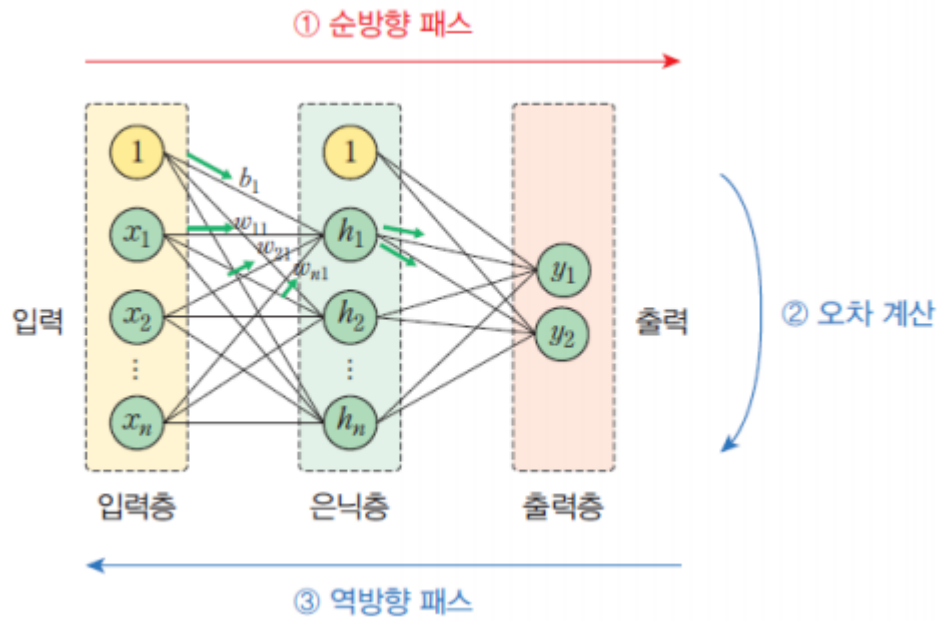 ① 순방향 패스
1 1
b₁
x₁ w₁₁ h₁
w₂₁
wₙ₁
y₁
입력 x₂ h₂ y₂ 출력
② 오차 계산
⋮ ⋮
xₙ hₙ
입력층 은닉층 출력층
③ 역방향 패스